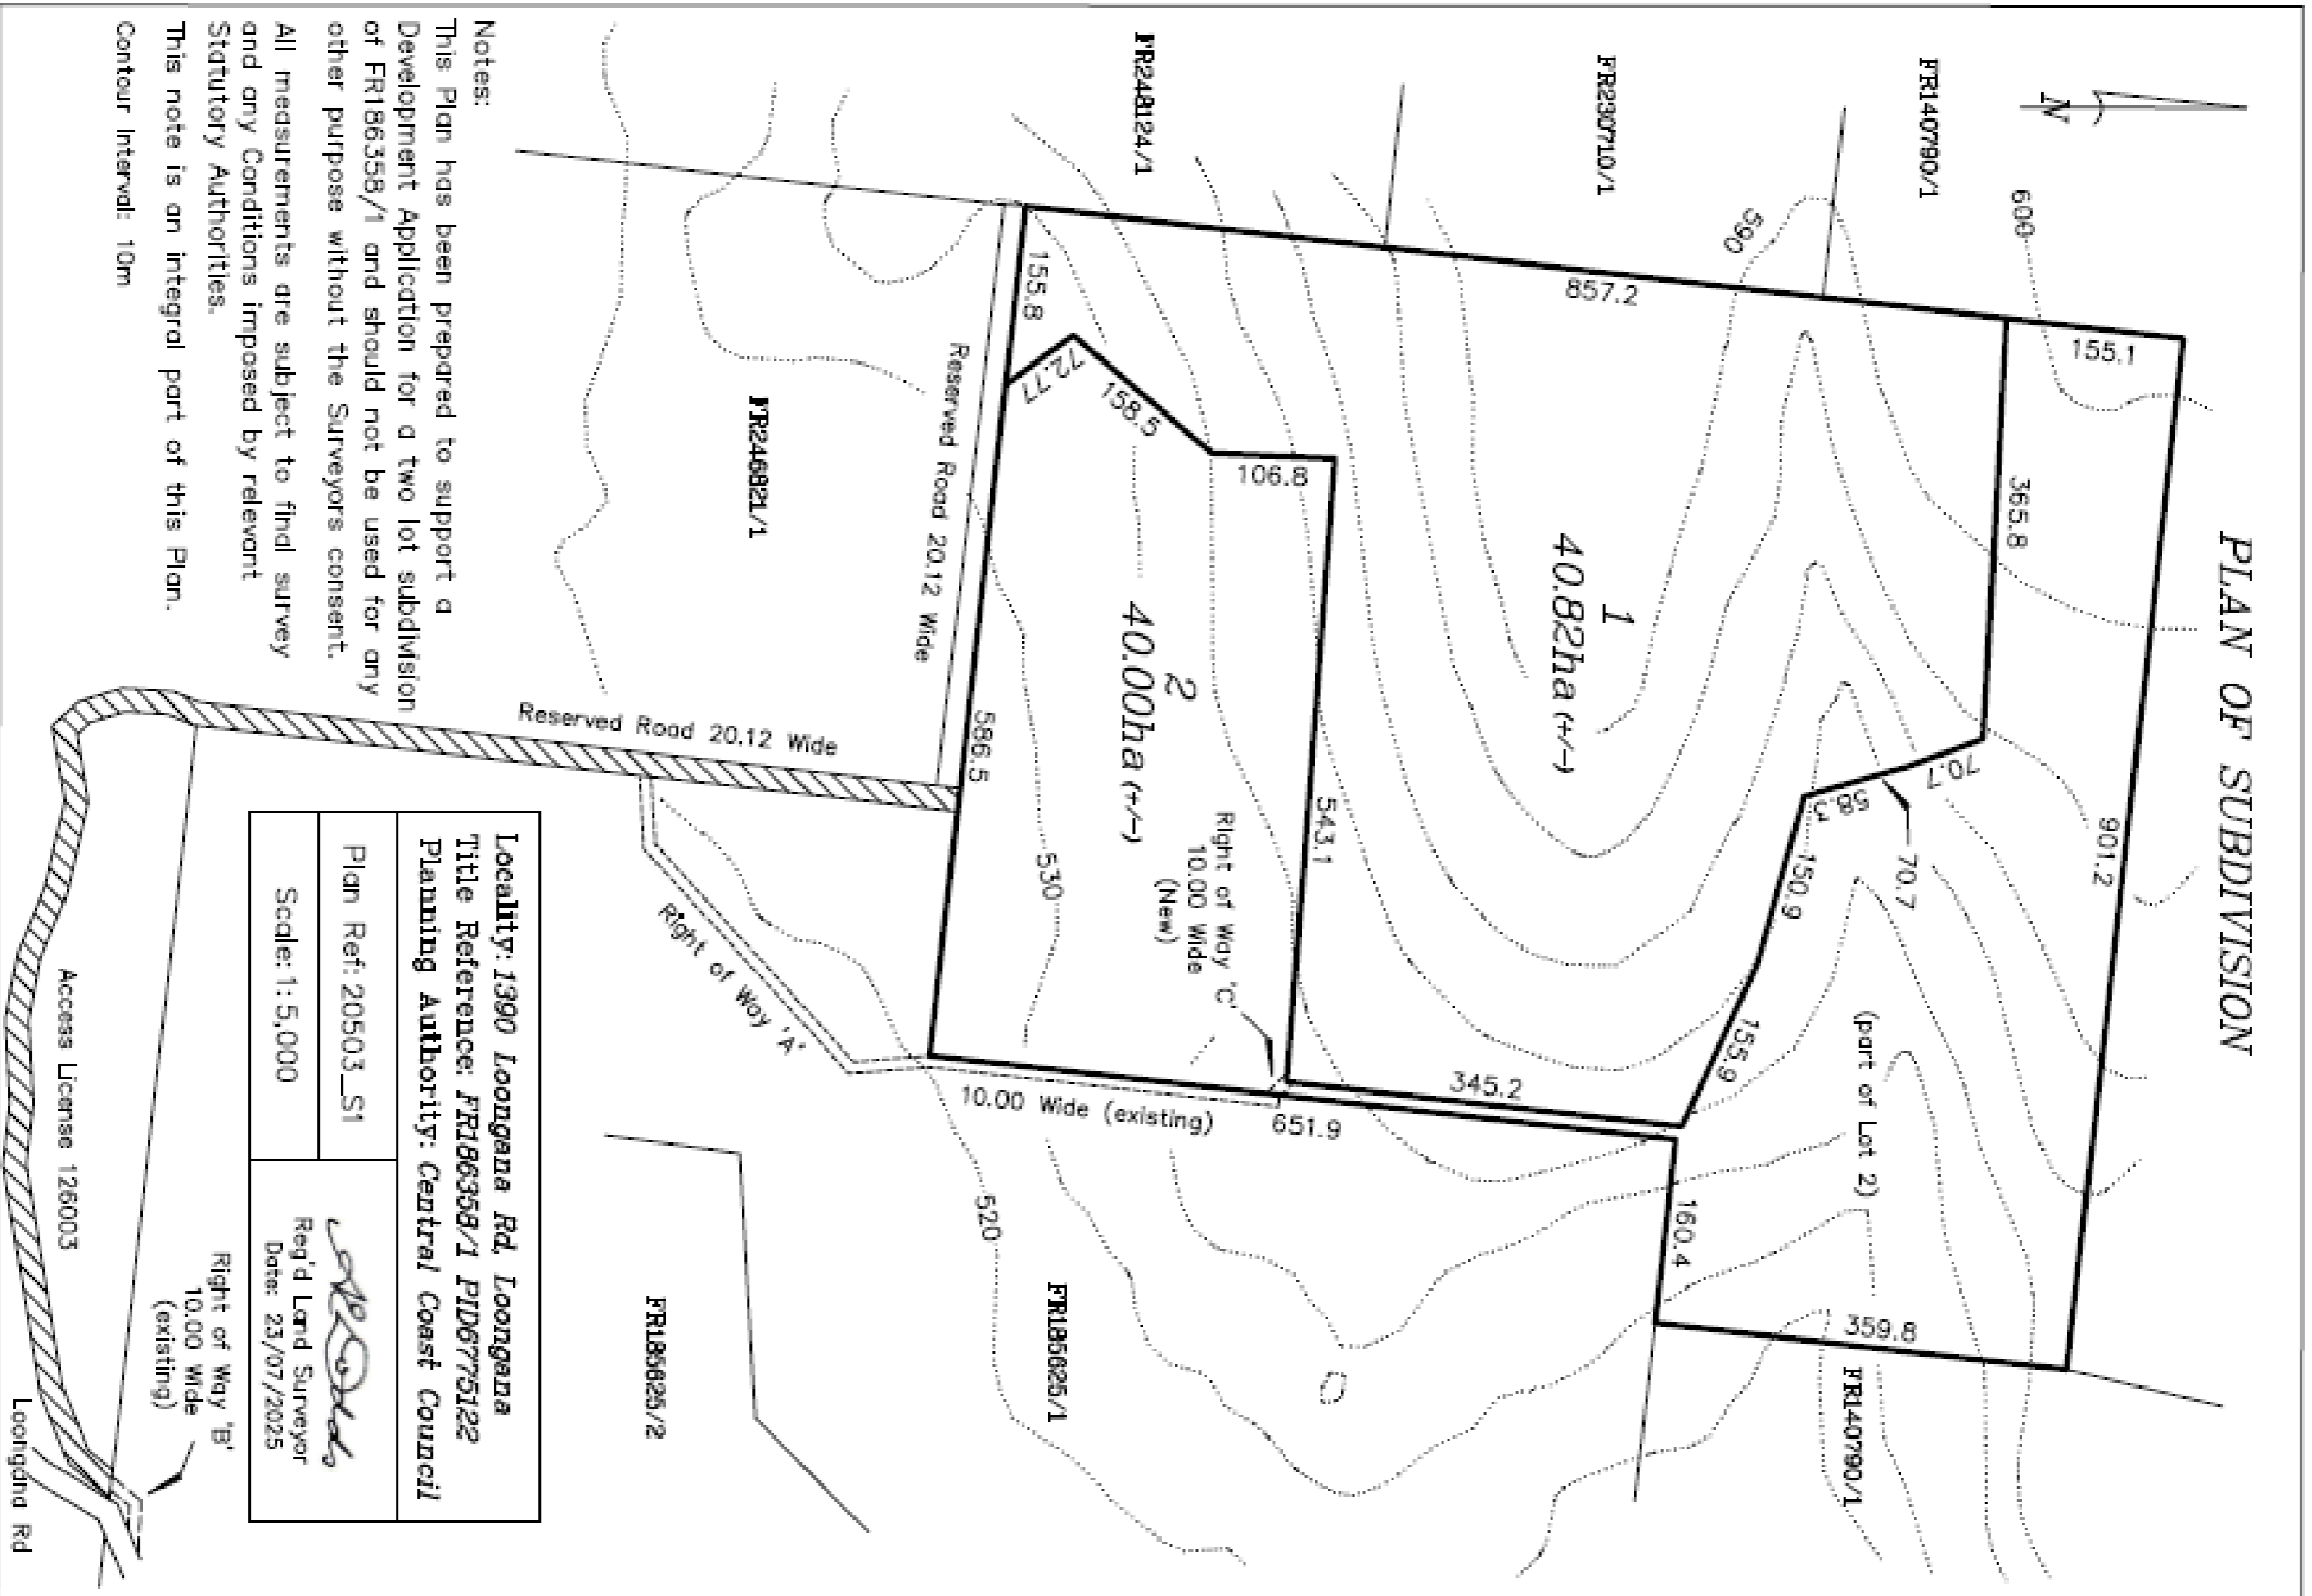 PLAN OF SUBDIVISION
N
FR140790/1
600
155.1
901.2
590
365.8
FR230710/1
857.2
70.7
70.7
58.3
150.9
155.9
(part of Lot 2)
359.8
FR140790/1
160.4
1
40.82ha (+/-)
345.2
FR248124/1
106.8
543.1
158.5
72.77
155.8
2
40.00ha (+/-)
Right of Way 'C'
10.00 Wide
(New)
651.9
10.00 Wide (existing)
530
586.5
520
FR185625/1
Reserved Road 20.12 Wide
FR246821/1
Reserved Road 20.12 Wide
Right of Way 'A'
FR185625/2
Notes:
This Plan has been prepared to support a
Development Application for a two lot subdivision
of FR186358/1 and should not be used for any
other purpose without the Surveyors consent.
All measurements are subject to final survey
and any Conditions imposed by relevant
Statutory Authorities.
This note is an integral part of this Plan.
Contour Interval: 10m
Locality: 1390 Loongana Rd, Loongana
Title Reference: FR186358/1 PID6775122
Planning Authority: Central Coast Council
Plan Ref: 20503_S1
Scale: 1:5,000
Reg'd Land Surveyor
Date: 23/07/2025
Right of Way 'B'
10.00 Wide
(existing)
Access License 126003
Loongana Rd